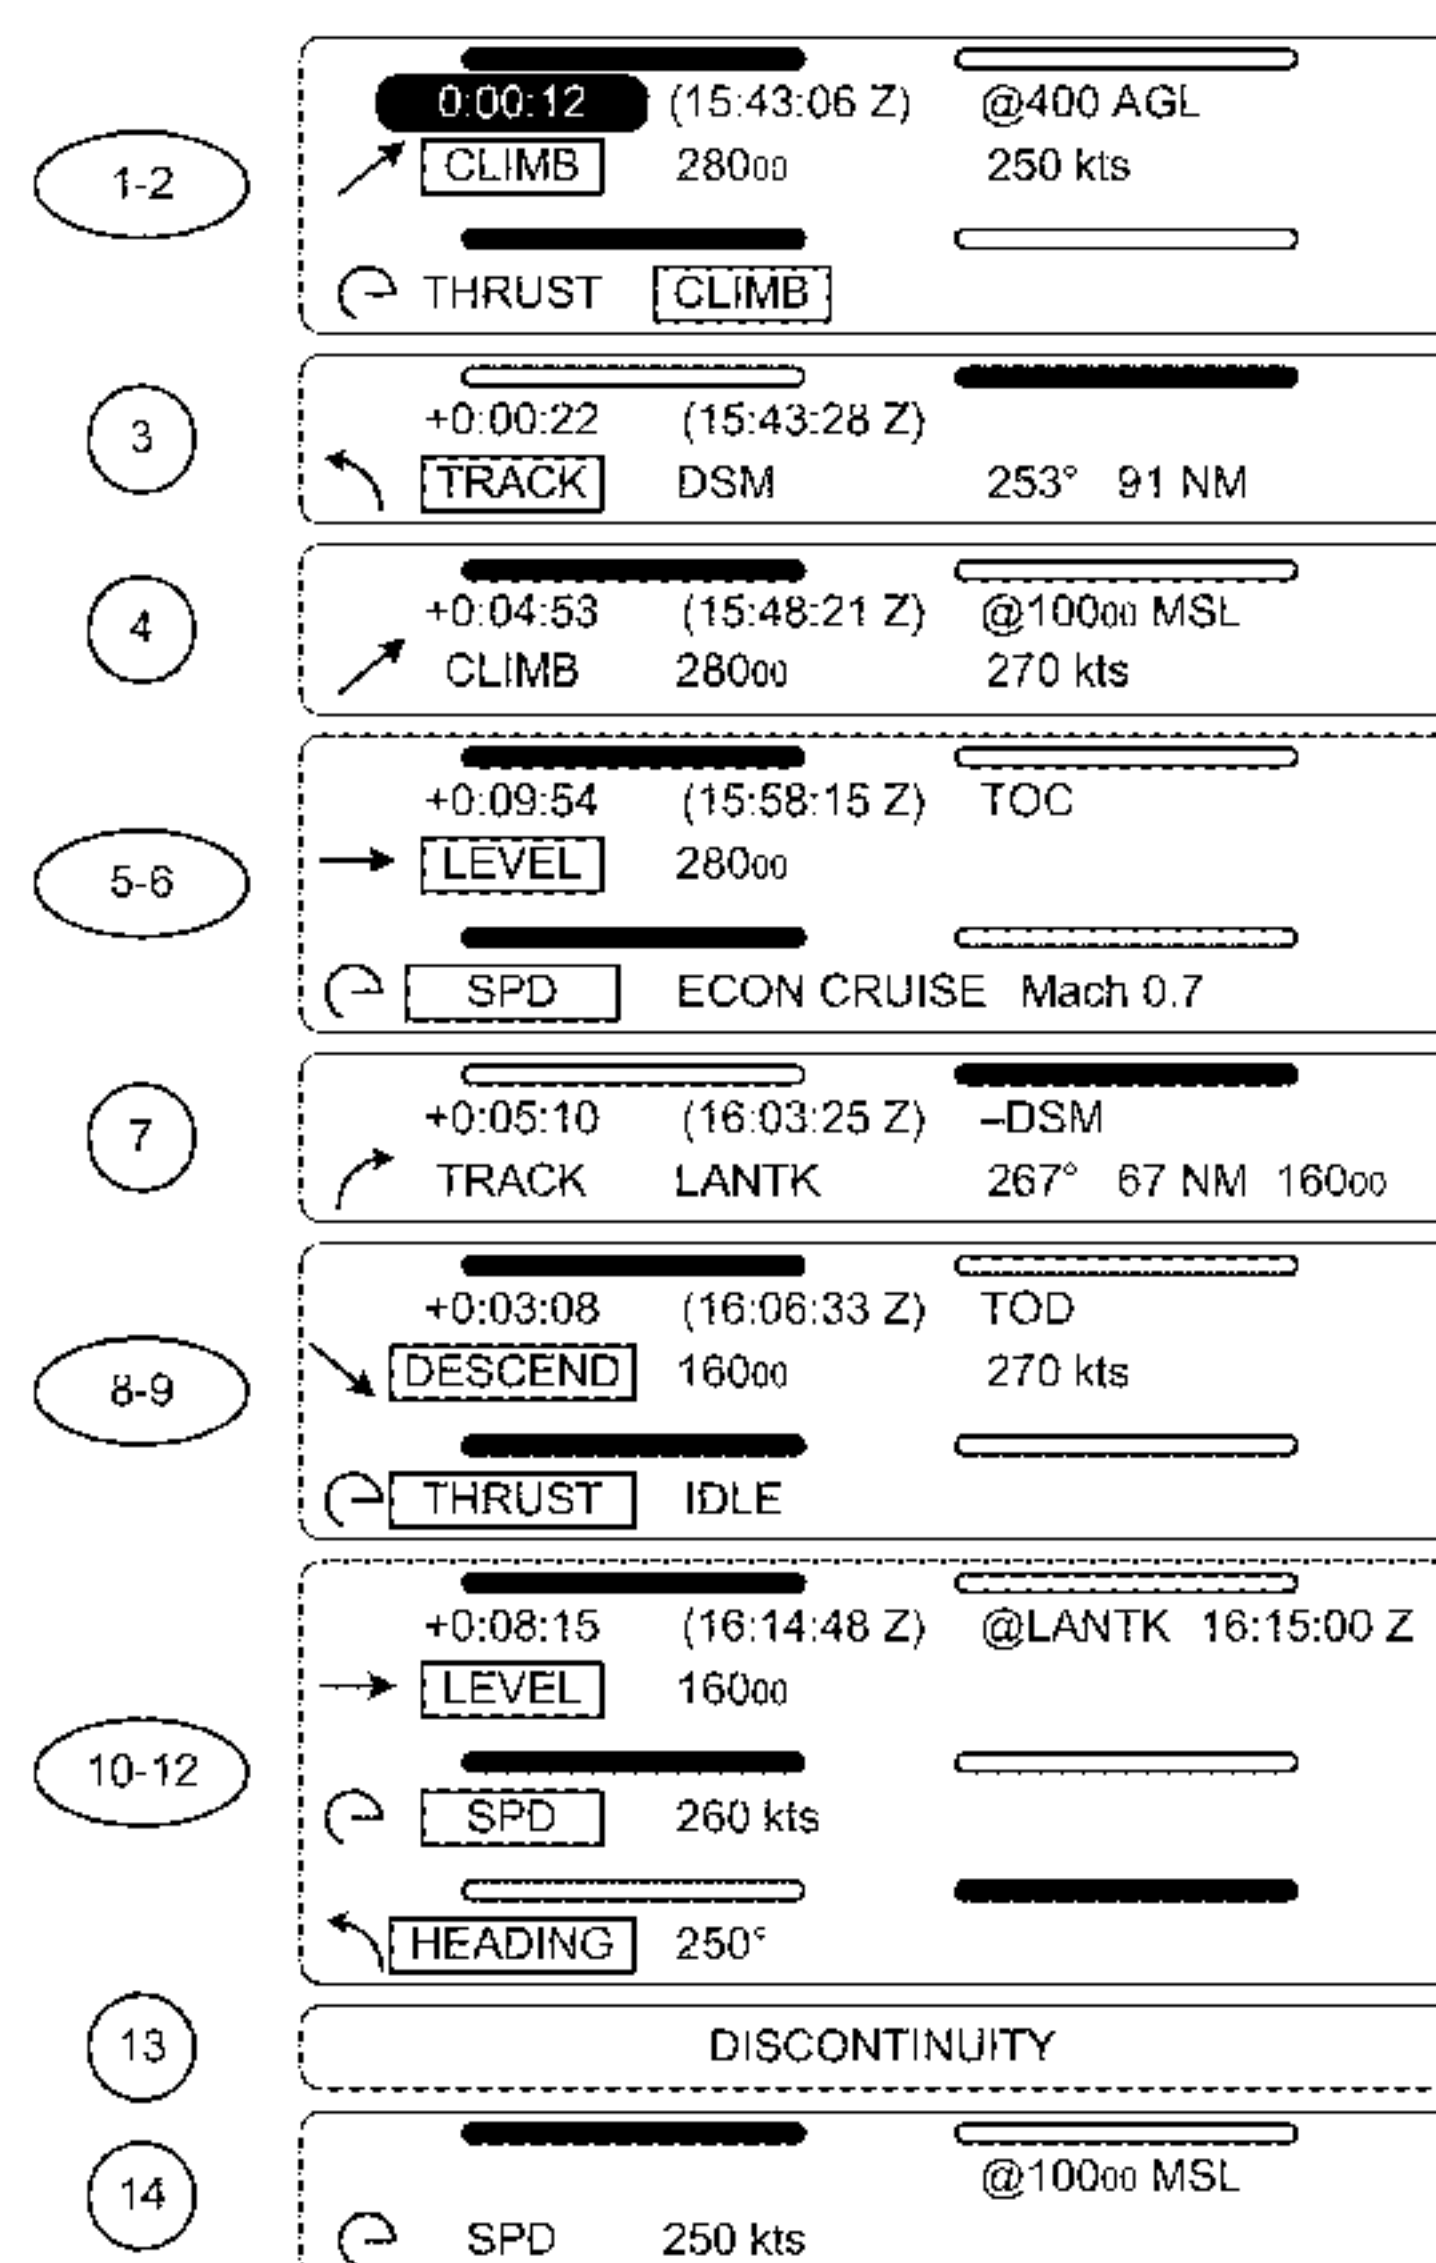 0:00:12 (15:43:06 Z) @400 AGL
1-2
CLIMB 28000 250 kts
THRUST CLIMB
+0:00:22 (15:43:28 Z)
3
TRACK DSM 253° 91 NM
+0:04:53 (15:48:21 Z) @10000 MSL
4
CLIMB 28000 270 kts
+0:09:54 (15:58:15 Z) TOC
LEVEL 28000
5-6
SPD ECON CRUISE Mach 0.7
+0:05:10 (16:03:25 Z) –DSM
7
TRACK LANTK 267° 67 NM 16000
+0:03:08 (16:06:33 Z) TOD
DESCEND 16000 270 kts
8-9
THRUST IDLE
+0:08:15 (16:14:48 Z) @LANTK 16:15:00 Z
LEVEL 16000
10-12
SPD 260 kts
HEADING 250°
13
DISCONTINUITY
@10000 MSL
14
SPD 250 kts